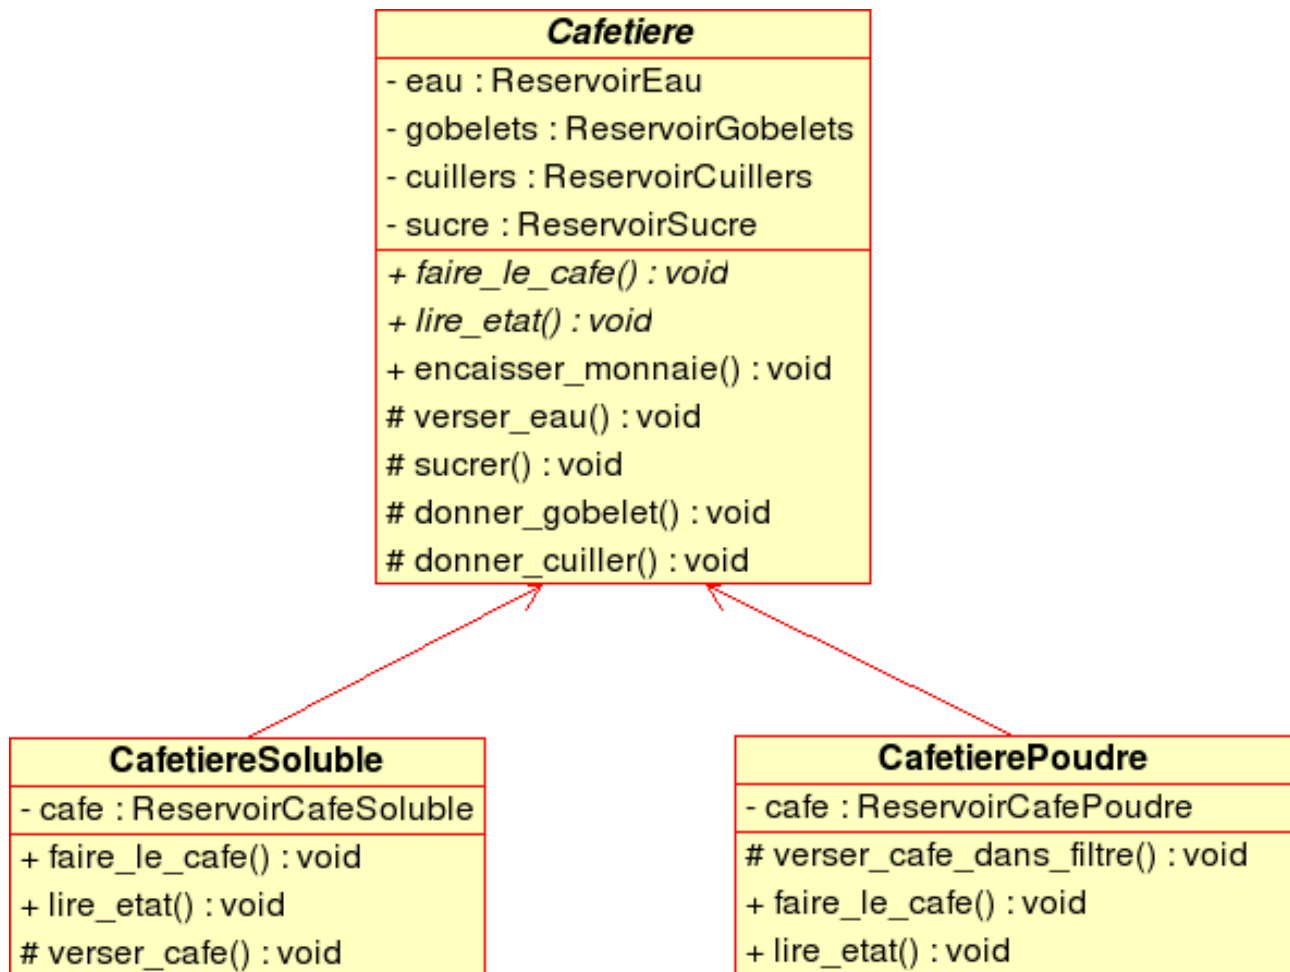 Cafetiere
- eau : ReservoirEau
- gobelets : ReservoirGobelets
- cuillers : ReservoirCuillers
- sucre : ReservoirSucre
+ faire_le_cafe() : void
+ lire_etat() : void
+ encaisser_monnaie() : void
# verser_eau() : void
# sucrer() : void
# donner_gobelet() : void
# donner_cuiller() : void
CafetiereSoluble
- cafe : ReservoirCafeSoluble
+ faire_le_cafe() : void
+ lire_etat() : void
# verser_cafe() : void
CafetierePoudre
- cafe : ReservoirCafePoudre
# verser_cafe_dans_filtre() : void
+ faire_le_cafe() : void
+ lire_etat() : void